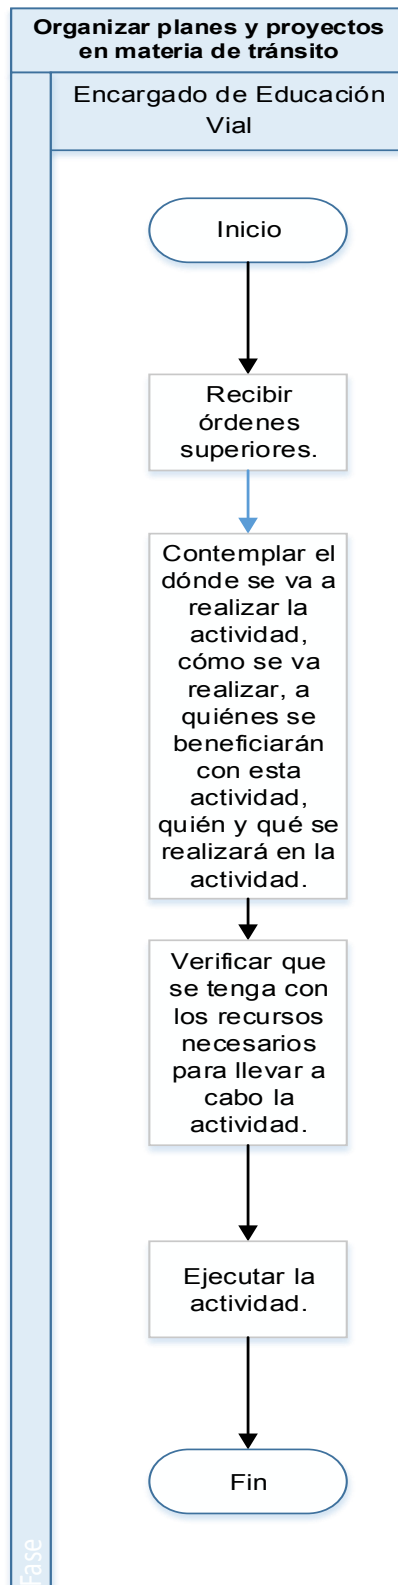 Organizar planes y proyectos
en materia de tránsito
Encargado de Educación
Vial
Inicio
Recibir
órdenes
superiores.
Contemplar el
dónde se va a
realizar la
actividad,
cómo se va
realizar, a
quiénes se
beneficiarán
con esta
actividad,
quién y qué se
realizará en la
actividad.
Verificar que
se tenga con
los recursos
necesarios
para llevar a
cabo la
actividad.
Ejecutar la
actividad.
Fin
Fase